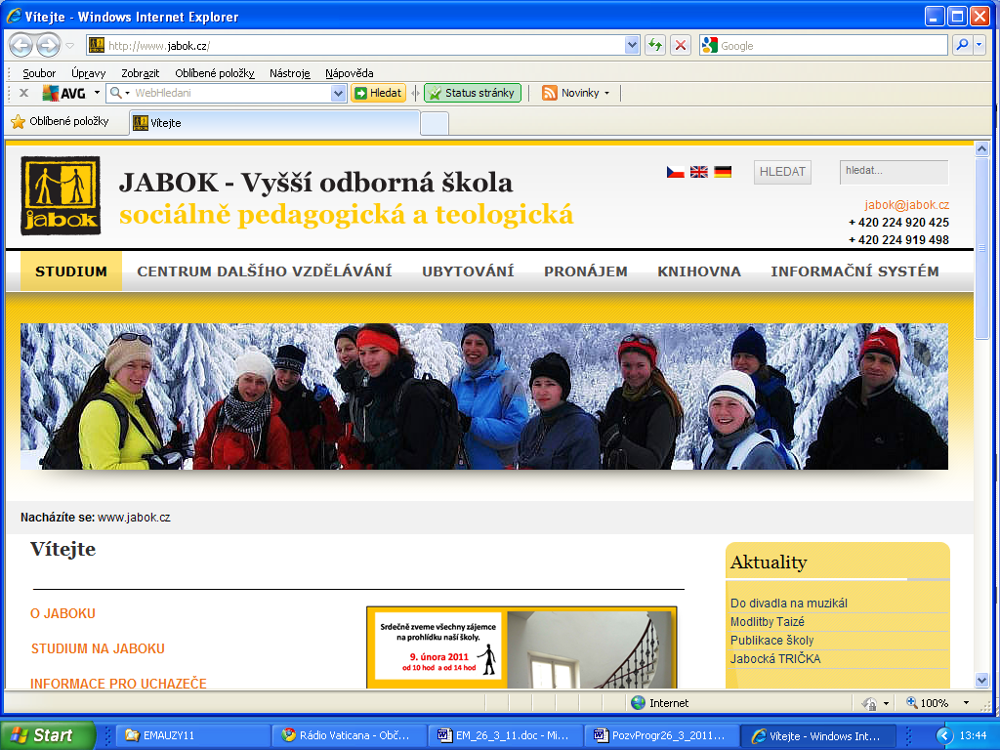 Vítejte - Windows Internet Explorer
http://www.jabok.cz/
Google
Soubor Úpravy Zobrazit Oblíbené položky Nástroje Nápověda
AVG WebHledani Hledat Status stránky Novinky
Oblíbené položky Vítejte
jabok
JABOK - Vyšší odborná škola
sociálně pedagogická a teologická
HLEDAT
hledat...
jabok@jabok.cz
+ 420 224 920 425
+ 420 224 919 498
STUDIUM CENTRUM DALŠÍHO VZDĚLÁVÁNÍ UBYTOVÁNÍ PRONÁJEM KNIHOVNA INFORMAČNÍ SYSTÉM
Nacházíte se: www.jabok.cz
Vítejte
O JABOKU
STUDIUM NA JABOKU
INFORMACE PRO UCHAZEČE
Srdečně zveme všechny zájemce
na prohlídku naší školy.
9. února 2011
od 10 hod a od 14 hod
Aktuality
Do divadla na muzikál
Modlitby Taizé
Publikace školy
Jabocká TRIČKA
Internet 100%
Start EMAUZY11 Rádio Vaticana - Obč... EM_26_3_11.doc - Mi... PozvProgr26_3_2011... Vítejte - Windows Int... 13:44